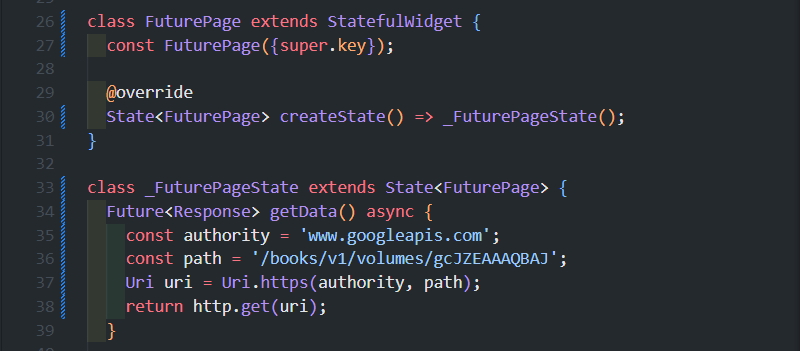 26 class FuturePage extends StatefulWidget {
27 const FuturePage({super.key});
28
29 @override
30 State<FuturePage> createState() => _FuturePageState();
31 }
32
33 class _FuturePageState extends State<FuturePage> {
34 Future<Response> getData() async {
35 const authority = 'www.googleapis.com';
36 const path = '/books/v1/volumes/gcJZEAAAQBAJ';
37 Uri uri = Uri.https(authority, path);
38 return http.get(uri);
39 }